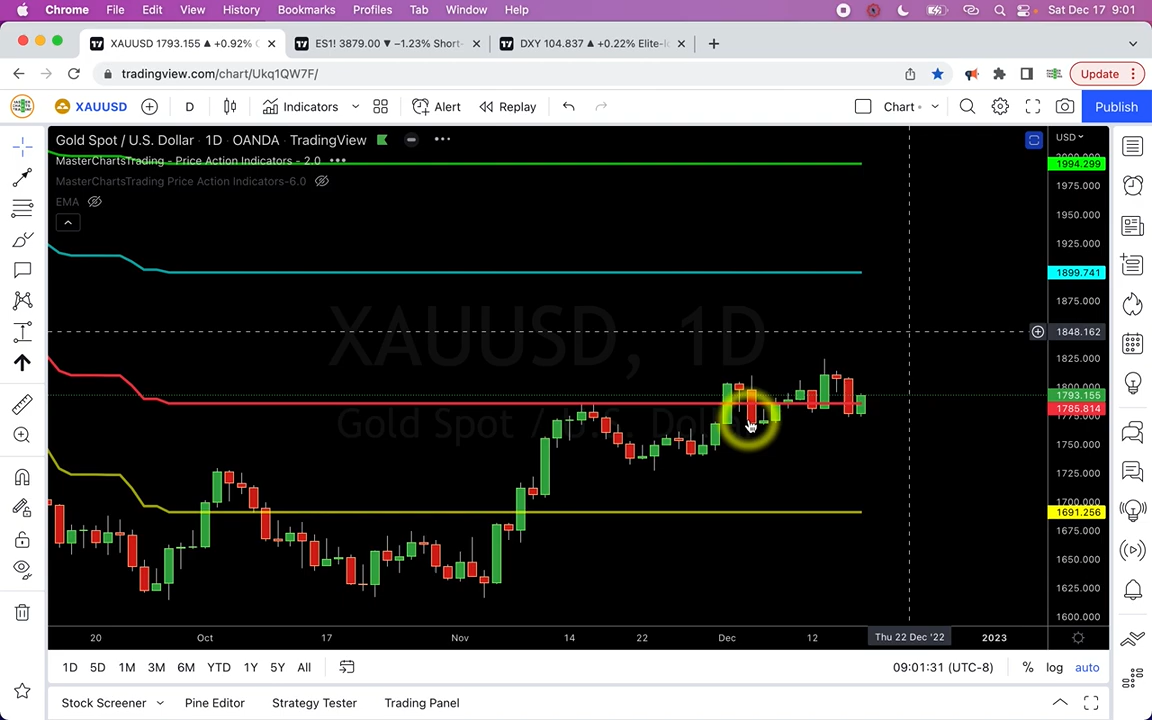 Chrome File Edit View History Bookmarks Profiles Tab Window Help Sat Dec 17 9:01
XAUUSD 1793.155 ▲ +0.92% ES1! 3879.00 ▼ −1.23% Short- DXY 104.837 ▲ +0.22% Elite-
tradingview.com/chart/Ukq1QW7F/ Update
XAUUSD D Indicators Alert Replay Chart Publish
Gold Spot / U.S. Dollar · 1D · OANDA · TradingView
MasterChartsTrading - Price Action Indicators - 2.0
MasterChartsTrading Price Action Indicators-6.0
EMA
USD
1994.299
1975.000
1950.000
1925.000
1899.741
1875.000
1848.162
1825.000
1800.000
1793.155
1785.814
1775.000
1750.000
1725.000
1700.000
1691.256
1675.000
1650.000
1625.000
1600.000
XAUUSD, 1D
Gold Spot / U.S. Dollar
20 Oct 17 Nov 14 22 Dec 12 Thu 22 Dec '22 2023
1D 5D 1M 3M 6M YTD 1Y 5Y All 09:01:31 (UTC-8) % log auto
Stock Screener Pine Editor Strategy Tester Trading Panel